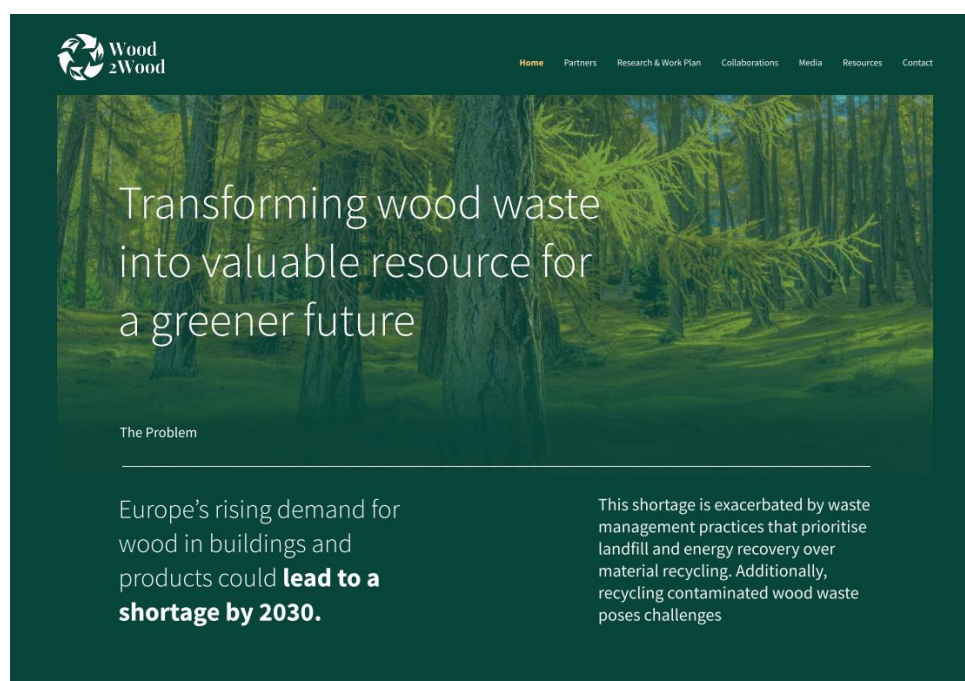 Wood
2Wood
Home Partners Research & Work Plan Collaborations Media Resources Contact
Transforming wood waste
into valuable resource for
a greener future
The Problem
Europe’s rising demand for
wood in buildings and
products could lead to a
shortage by 2030.
This shortage is exacerbated by waste
management practices that prioritise
landfill and energy recovery over
material recycling. Additionally,
recycling contaminated wood waste
poses challenges